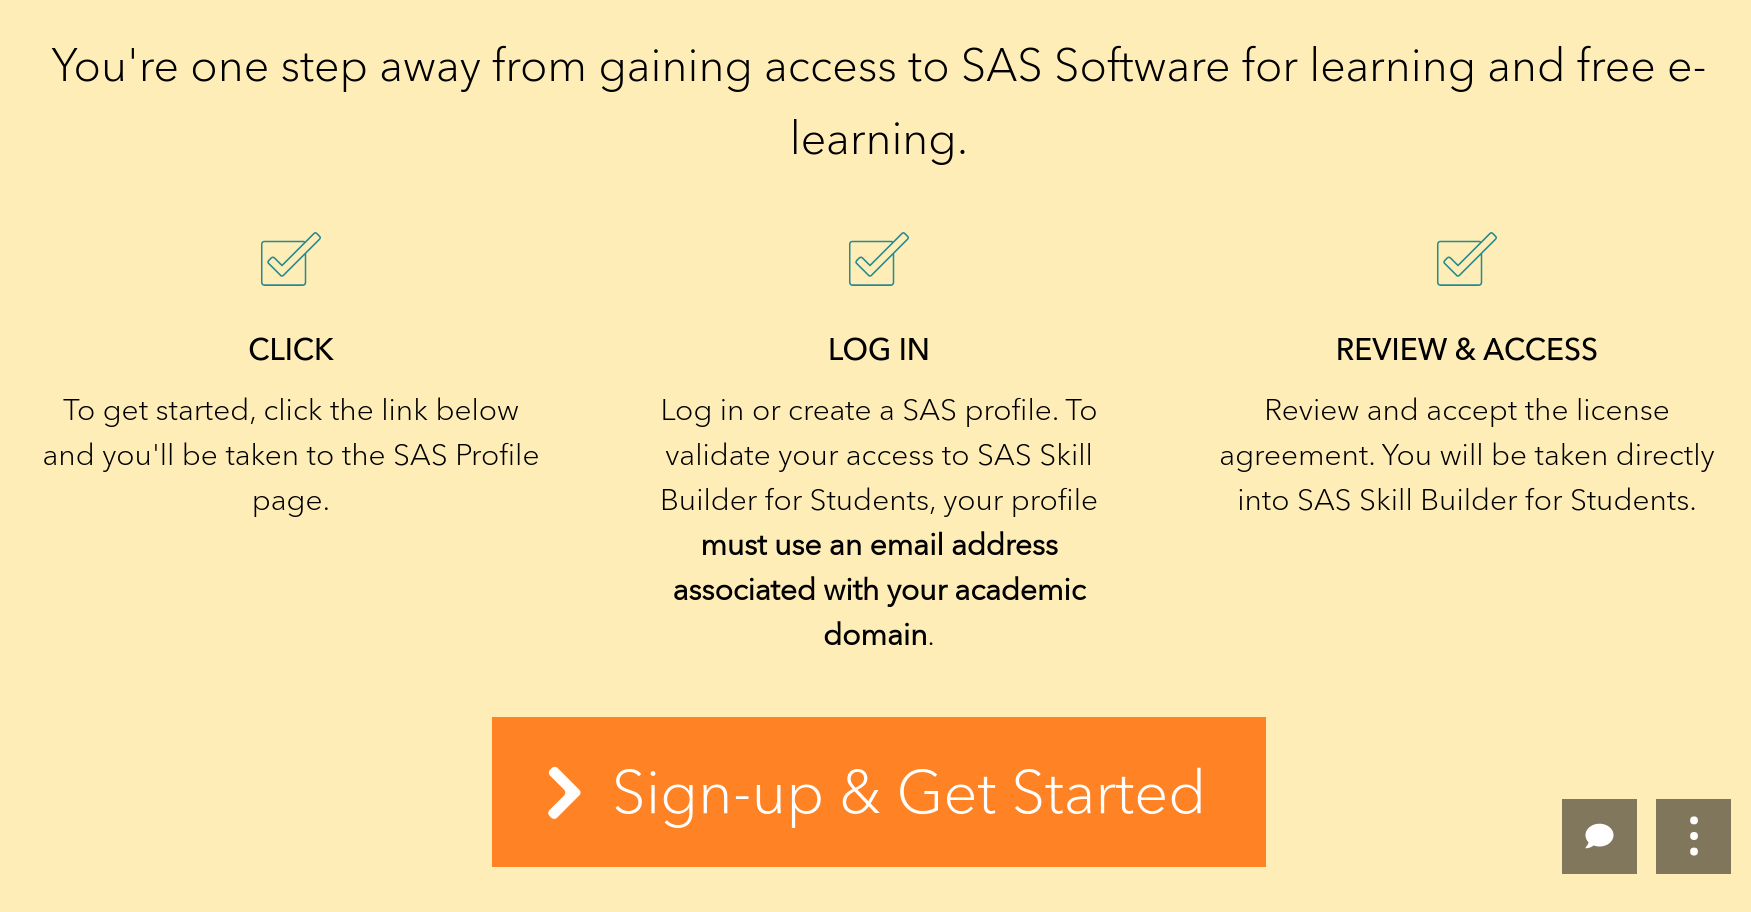 You're one step away from gaining access to SAS Software for learning and free e-
learning.
CLICK
To get started, click the link below
and you'll be taken to the SAS Profile
page.
LOG IN
Log in or create a SAS profile. To
validate your access to SAS Skill
Builder for Students, your profile
must use an email address
associated with your academic
domain.
REVIEW & ACCESS
Review and accept the license
agreement. You will be taken directly
into SAS Skill Builder for Students.
Sign-up & Get Started